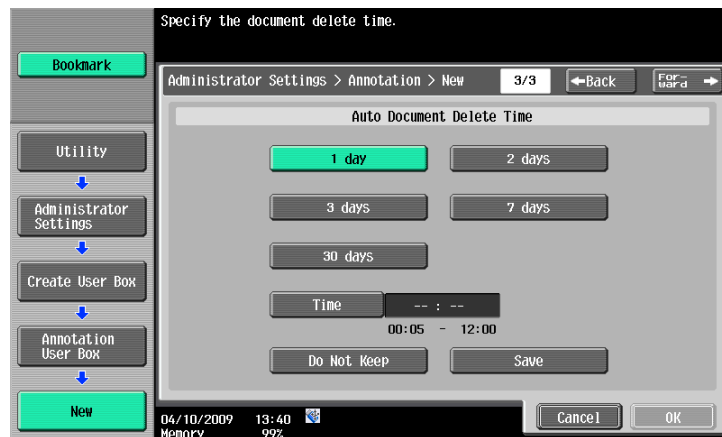 Specify the document delete time.
Bookmark
Administrator Settings > Annotation > New
3/3
←Back
For-
ward →
Auto Document Delete Time
Utility
1 day
2 days
Administrator
Settings
3 days
7 days
30 days
Create User Box
Time
-- : --
00:05 - 12:00
Annotation
User Box
Do Not Keep
Save
New
Cancel
OK
04/10/2009 13:40
Memory 99%